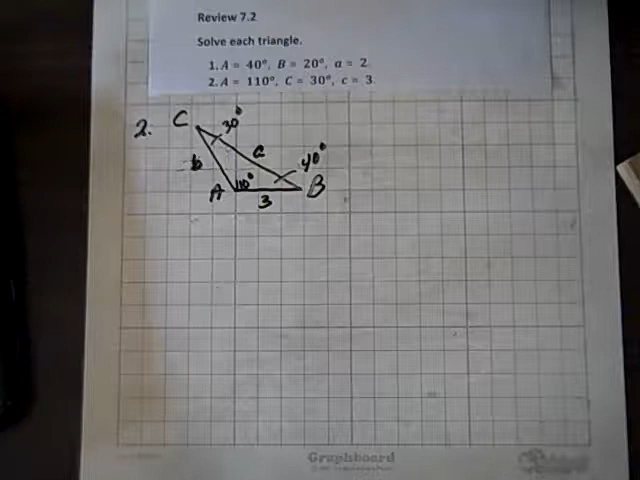 Review 7.2
Solve each triangle.
1. A = 40°, B = 20°, a = 2
2. A = 110°, C = 30°, c = 3
2. C 30°
a 40°
b
A 110° B
3
Graphboard